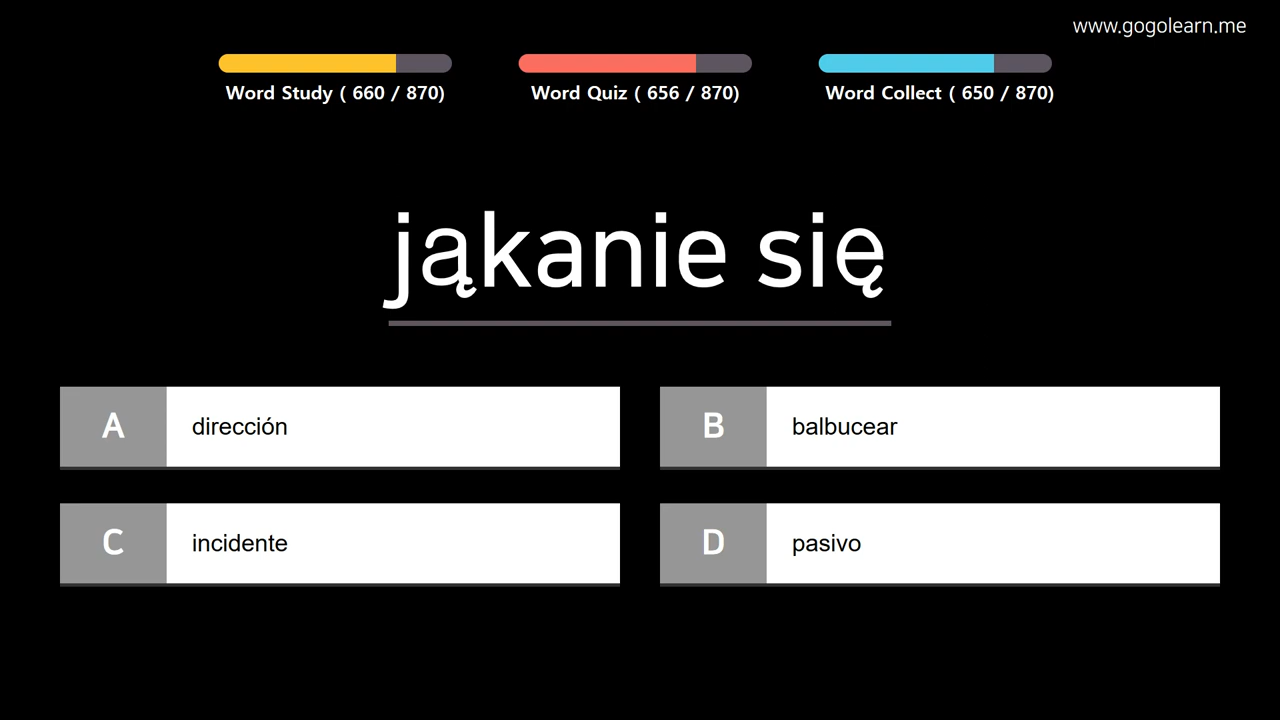 www.gogolearn.me
Word Study ( 660 / 870)
Word Quiz ( 656 / 870)
Word Collect ( 650 / 870)
jąkanie się
A
dirección
B
balbucear
C
incidente
D
pasivo